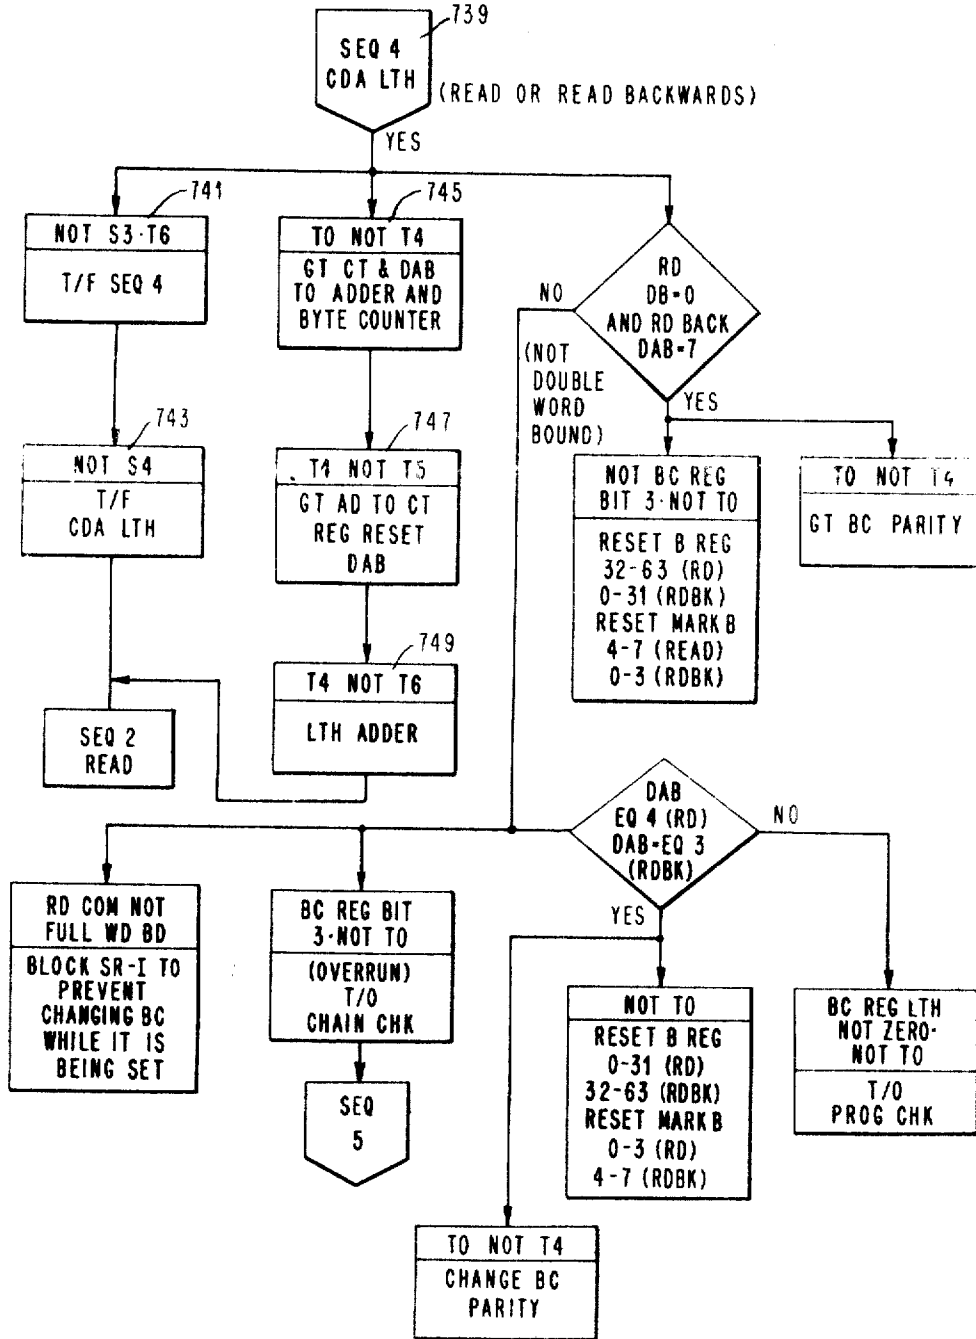 739
SEQ 4
CDA LTH
(READ OR READ BACKWARDS)
YES
741
NOT S3·T6
T/F SEQ 4
745
TO NOT T4
GT CT & DAB
TO ADDER AND
BYTE COUNTER
RD
DB=0
AND RD BACK
DAB=7
NO
(NOT
DOUBLE
WORD
BOUND)
YES
743
NOT S4
T/F
CDA LTH
747
T4 NOT T5
GT AD TO CT
REG RESET
DAB
NOT BC REG
BIT 3·NOT TO
RESET B REG
32-63 (RD)
0-31 (RDBK)
RESET MARK B
4-7 (READ)
0-3 (RDBK)
TO NOT T4
GT BC PARITY
749
T4 NOT T6
LTH ADDER
SEQ 2
READ
DAB
EQ 4 (RD)
DAB=EQ 3
(RDBK)
NO
YES
RD COM NOT
FULL WD BD
BLOCK SR-I TO
PREVENT
CHANGING BC
WHILE IT IS
BEING SET
BC REG BIT
3·NOT TO
(OVERRUN)
T/O
CHAIN CHK
SEQ
5
NOT TO
RESET B REG
0-31 (RD)
32-63 (RDBK)
RESET MARK B
0-3 (RD)
4-7 (RDBK)
BC REG LTH
NOT ZERO·
NOT TO
T/O
PROG CHK
TO NOT T4
CHANGE BC
PARITY